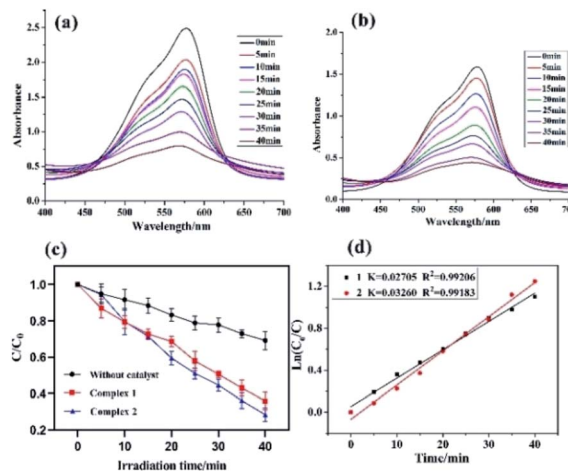 (a)
0min
5min
10min
15min
20min
25min
30min
35min
40min
2.5
2.0
1.5
1.0
0.5
0.0
Absorbance
400 450 500 550 600 650 700
Wavelength/nm
(b)
0min
5min
10min
15min
20min
25min
30min
35min
40min
2.0
1.5
1.0
0.5
0.0
Absorbance
400 450 500 550 600 650 700
Wavelength/nm
(c)
1.0
0.8
0.6
0.4
0.2
C/C0
Without catalyst
Complex 1
Complex 2
0 10 20 30 40
Irradiation time/min
(d)
1 K=0.02705 R²=0.99206
2 K=0.03260 R²=0.99183
1.2
0.8
0.4
0.0
0 10 20 30 40
Time/min